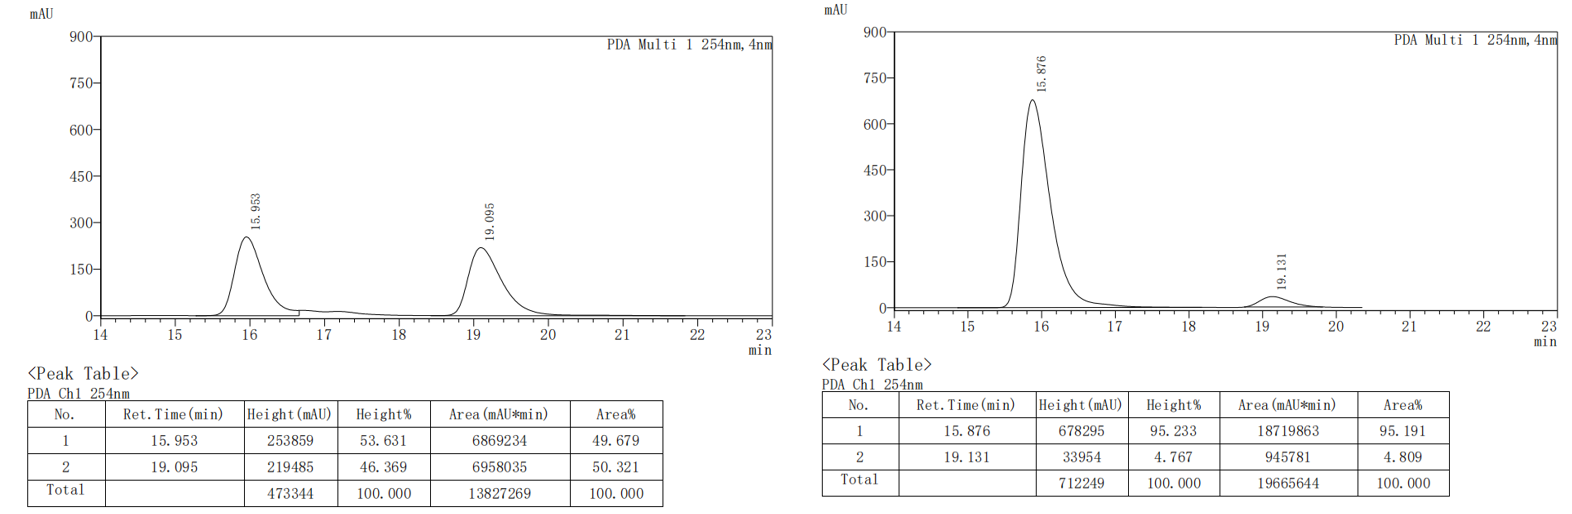 mAU
PDA Multi 1 254nm,4nm
900
750
600
450
300
150
0
15.953
19.095
14 15 16 17 18 19 20 21 22 23
min
<Peak Table>
PDA Ch1 254nm
No. Ret.Time(min) Height(mAU) Height% Area(mAU*min) Area%
1 15.953 253859 53.631 6869234 49.679
2 19.095 219485 46.369 6958035 50.321
Total 473344 100.000 13827269 100.000
mAU
PDA Multi 1 254nm,4nm
900
750
600
450
300
150
0
15.876
19.131
14 15 16 17 18 19 20 21 22 23
min
<Peak Table>
PDA Ch1 254nm
No. Ret.Time(min) Height(mAU) Height% Area(mAU*min) Area%
1 15.876 678295 95.233 18719863 95.191
2 19.131 33954 4.767 945781 4.809
Total 712249 100.000 19665644 100.000